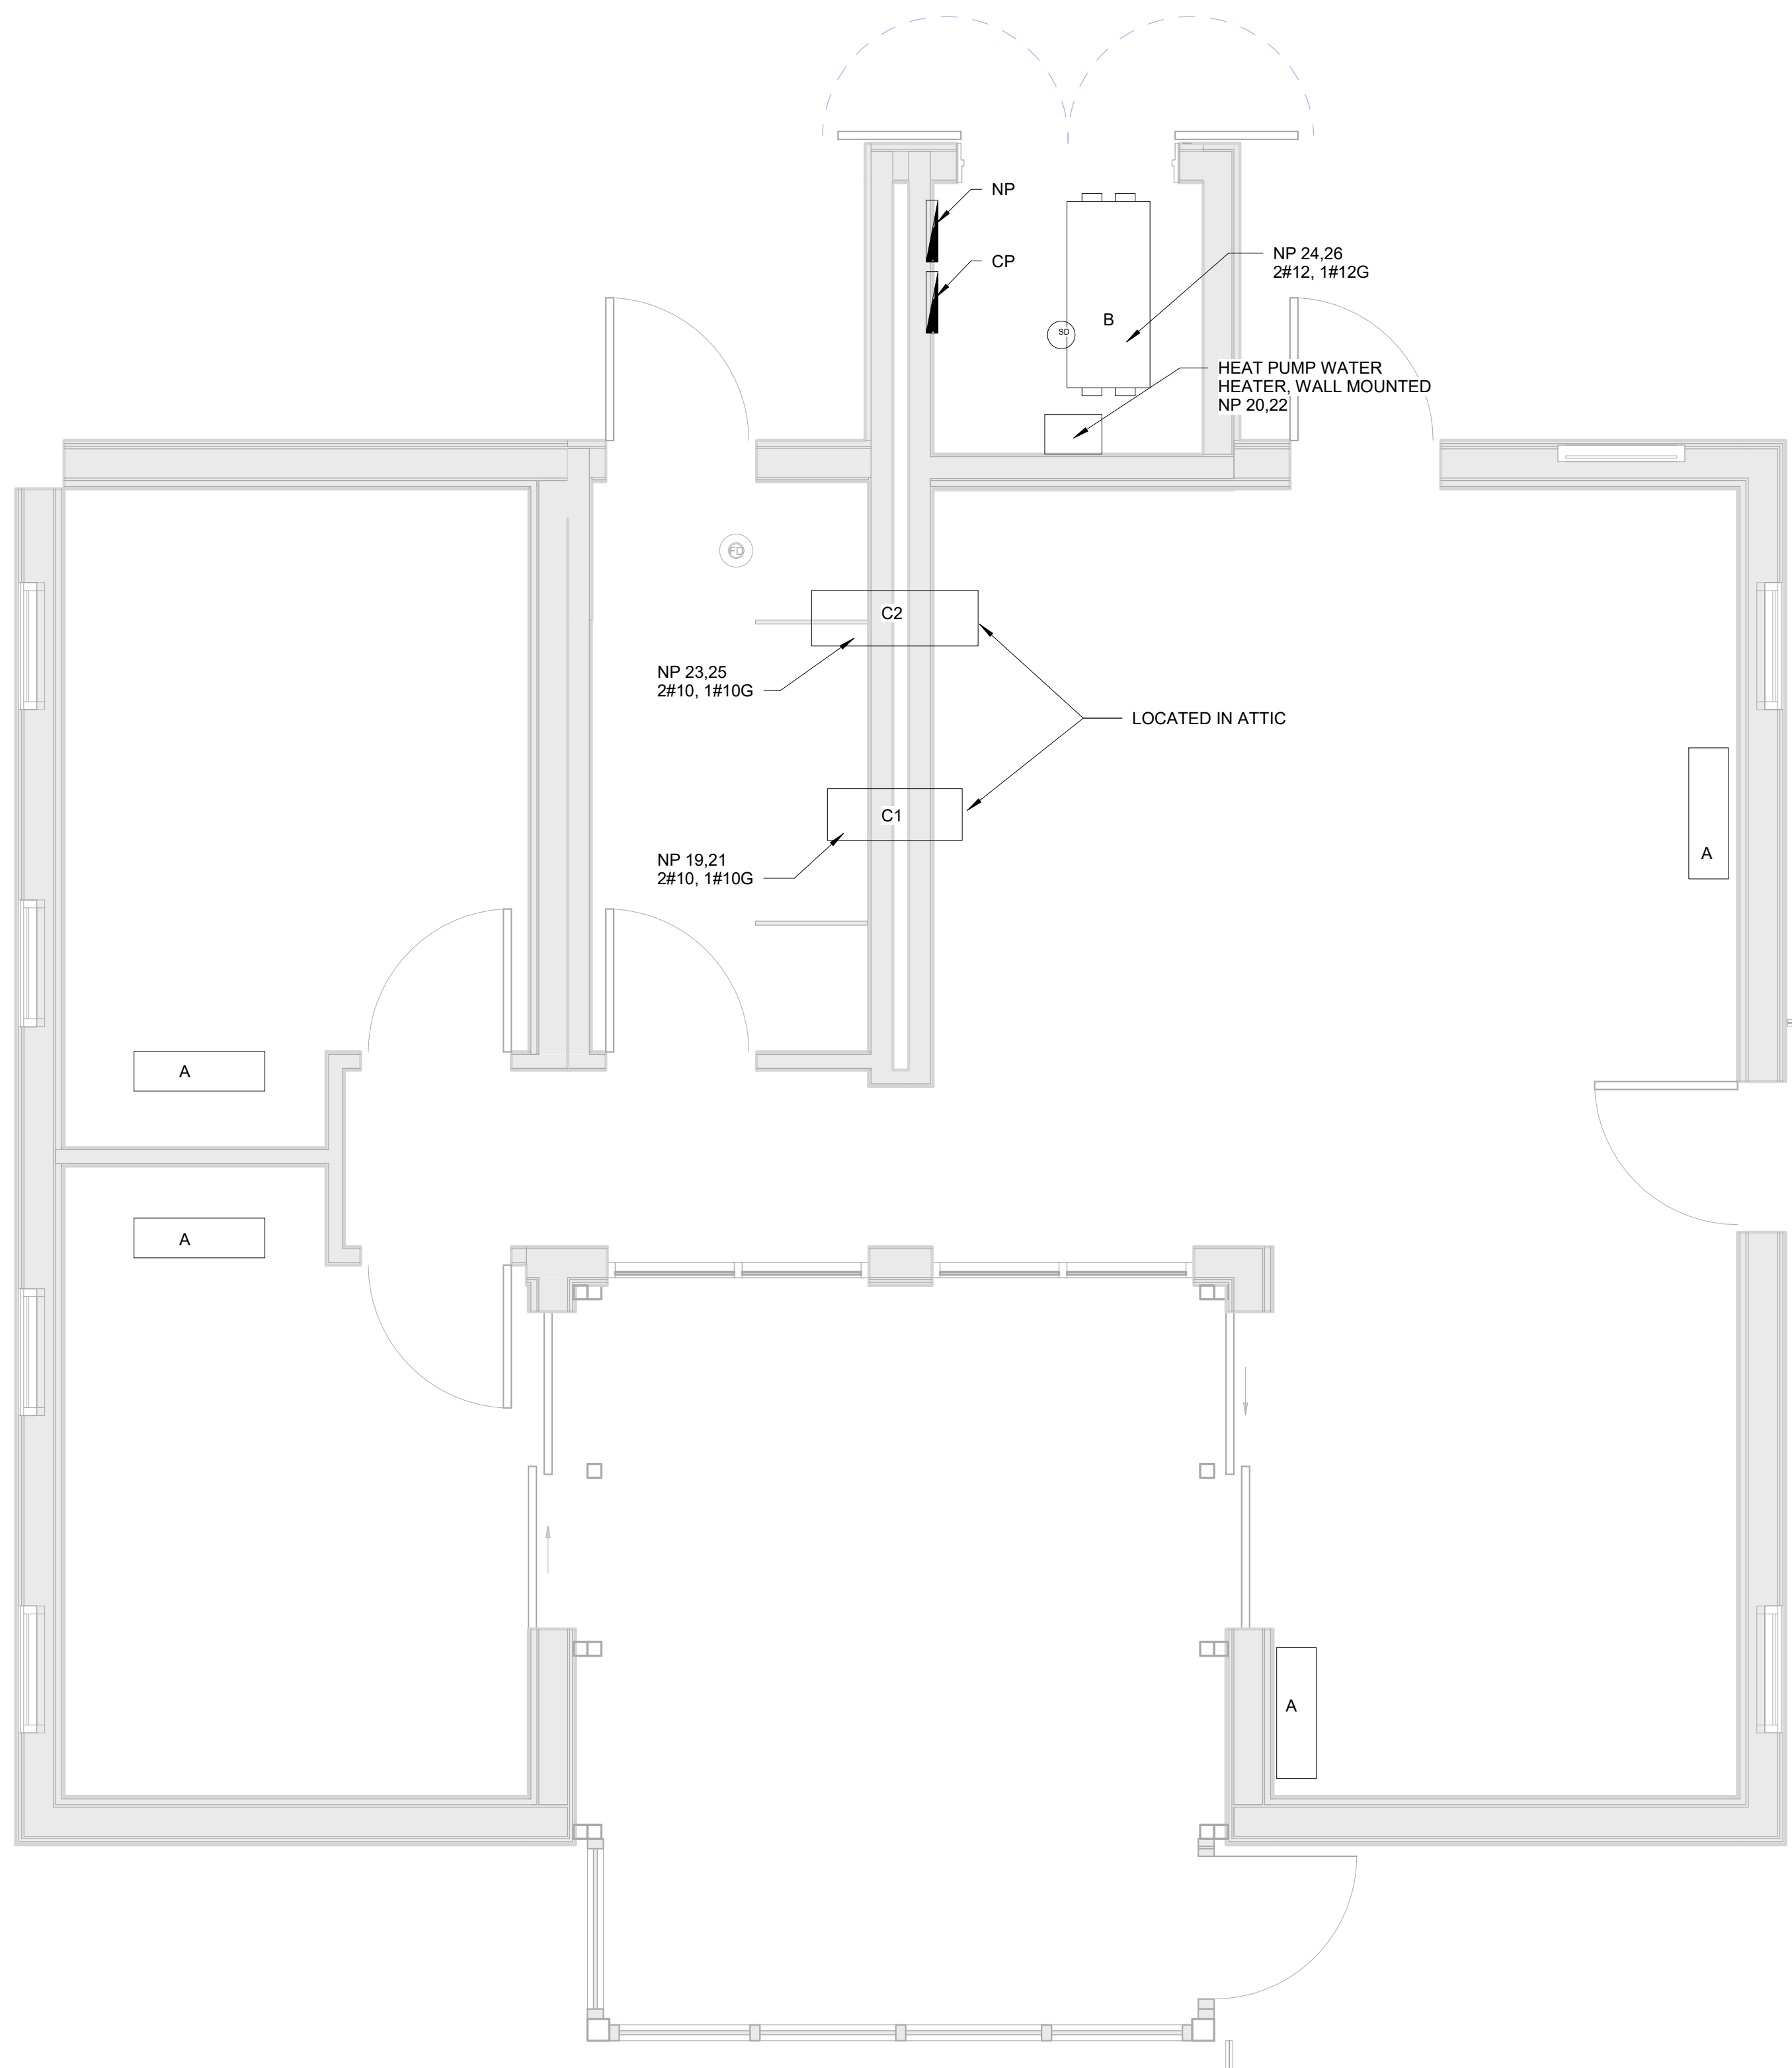 NP
CP
NP 24,26
2#12, 1#12G
B
SD
HEAT PUMP WATER
HEATER, WALL MOUNTED
NP 20,22
FD
C2
NP 23,25
2#10, 1#10G
LOCATED IN ATTIC
C1
NP 19,21
2#10, 1#10G
A
A
A
A